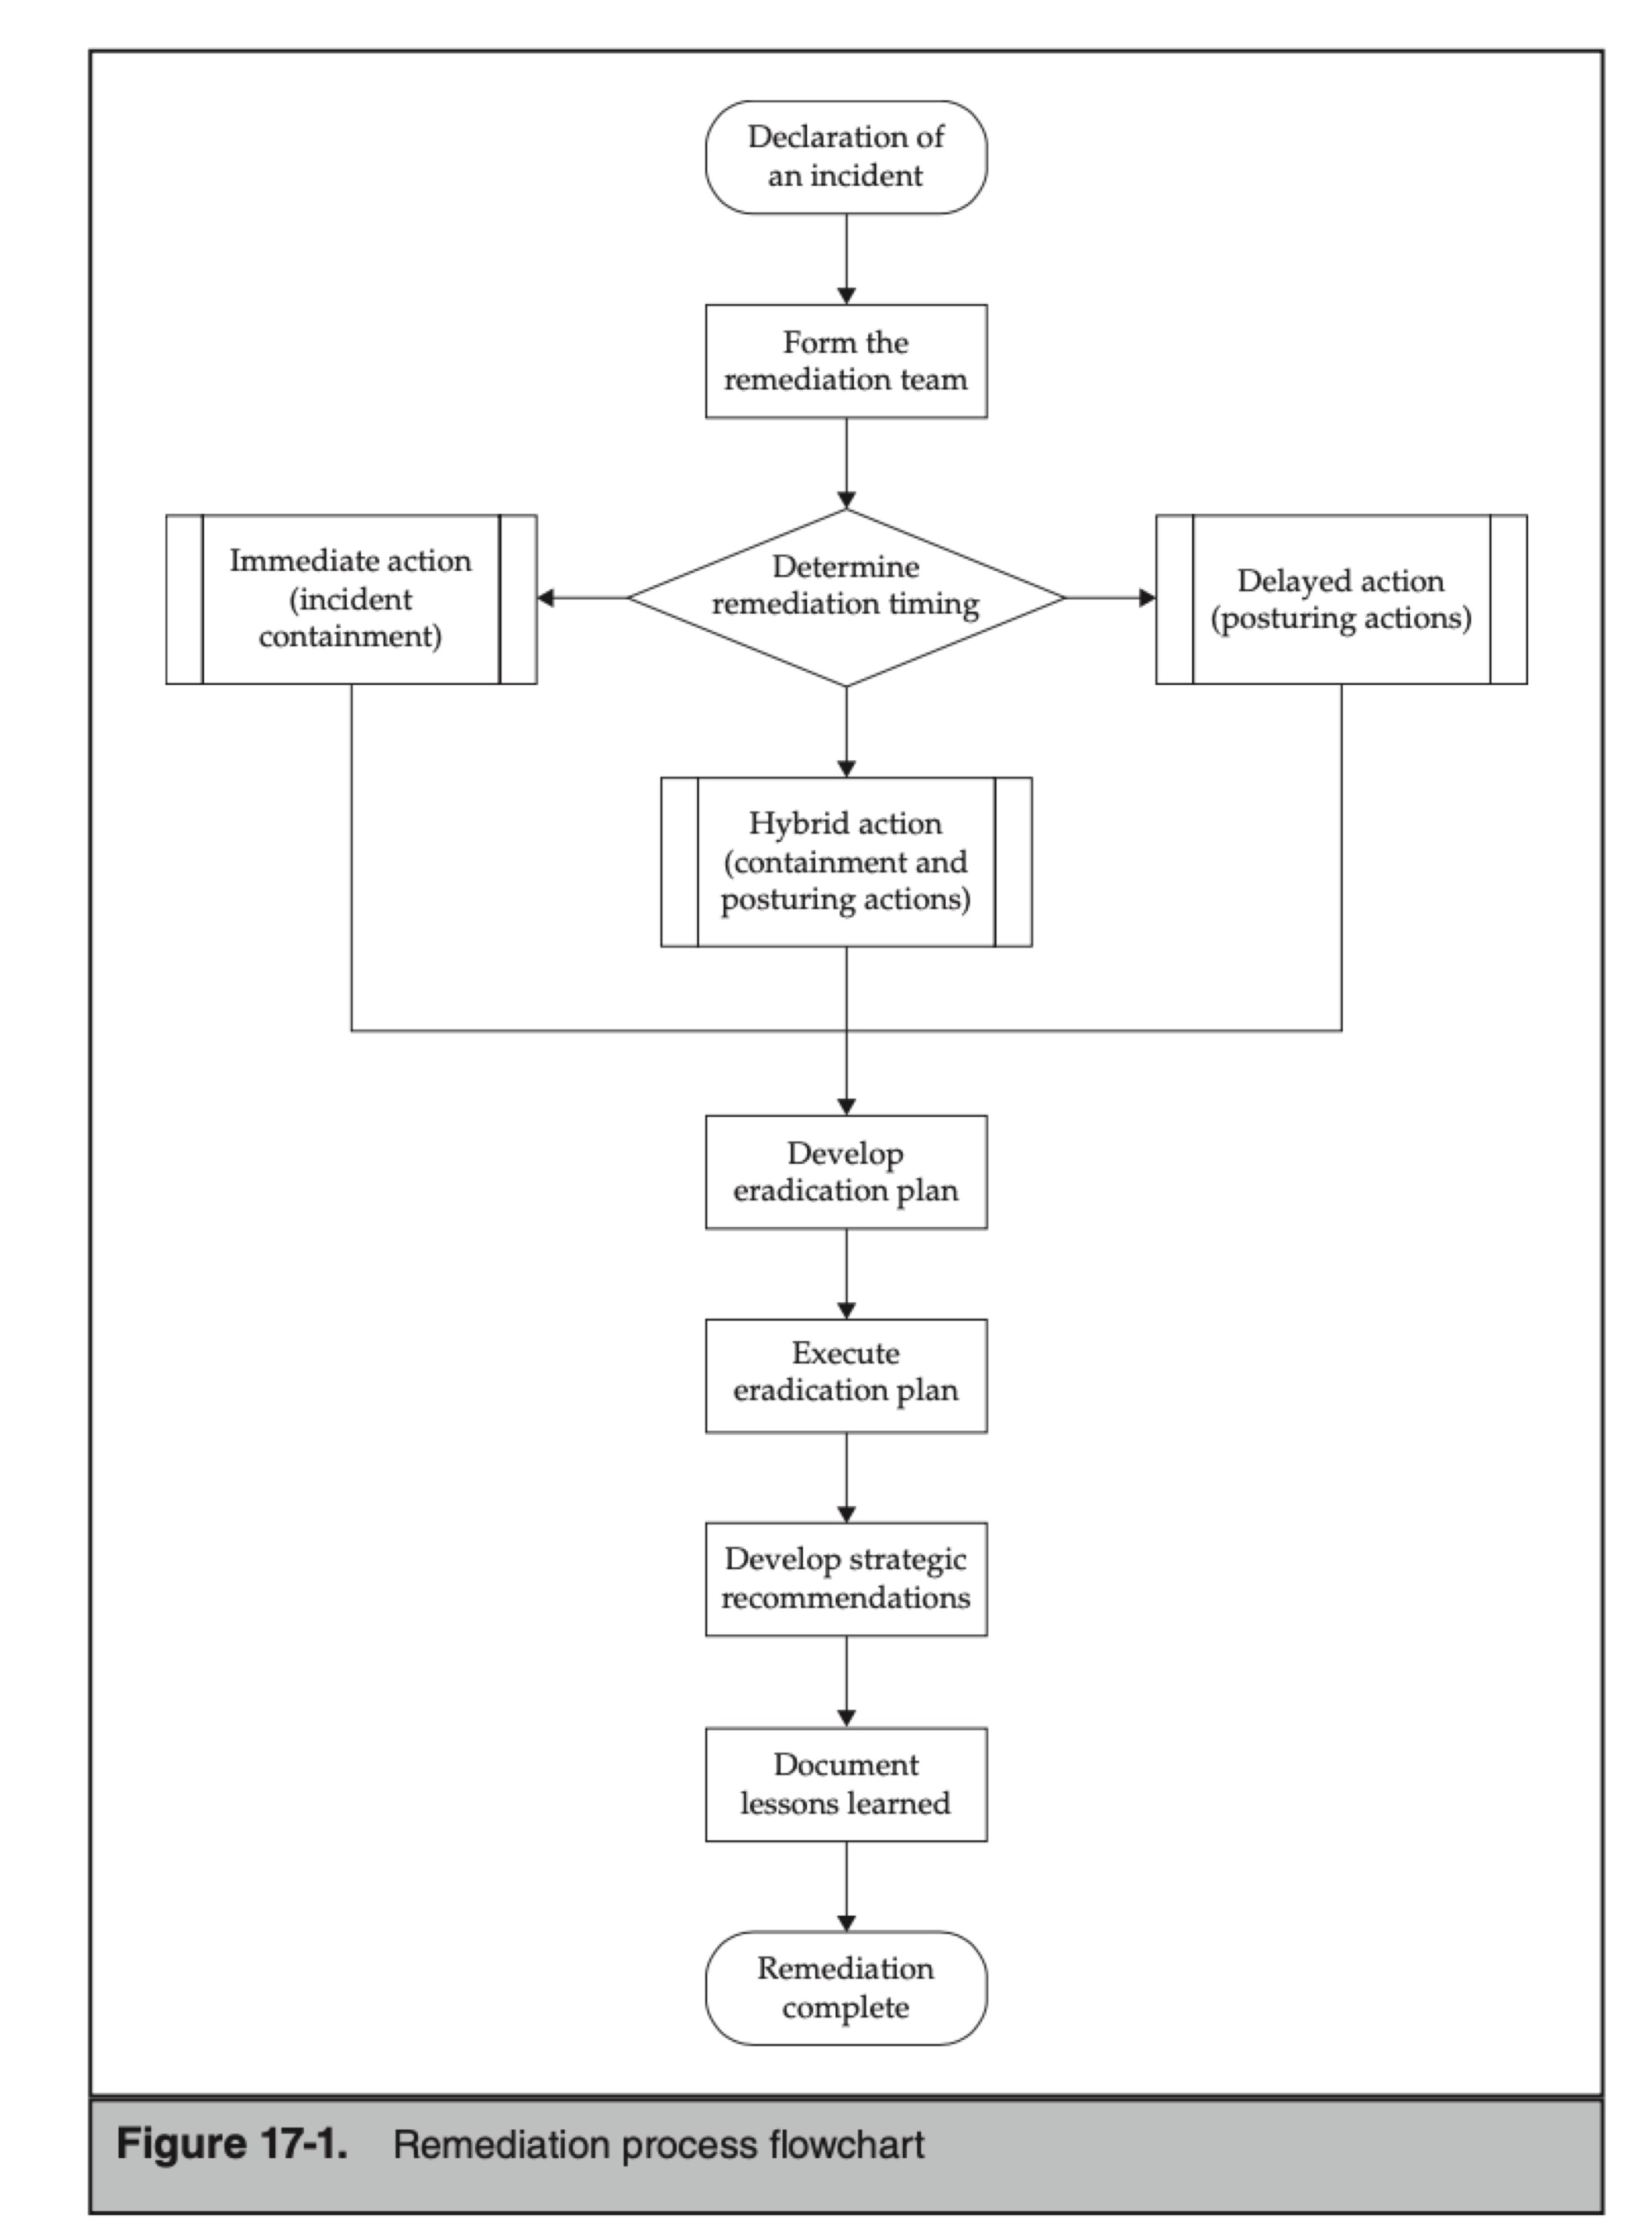 Declaration of
an incident
Form the
remediation team
Determine
remediation timing
Immediate action
(incident
containment)
Delayed action
(posturing actions)
Hybrid action
(containment and
posturing actions)
Develop
eradication plan
Execute
eradication plan
Develop strategic
recommendations
Document
lessons learned
Remediation
complete
Figure 17-1. Remediation process flowchart